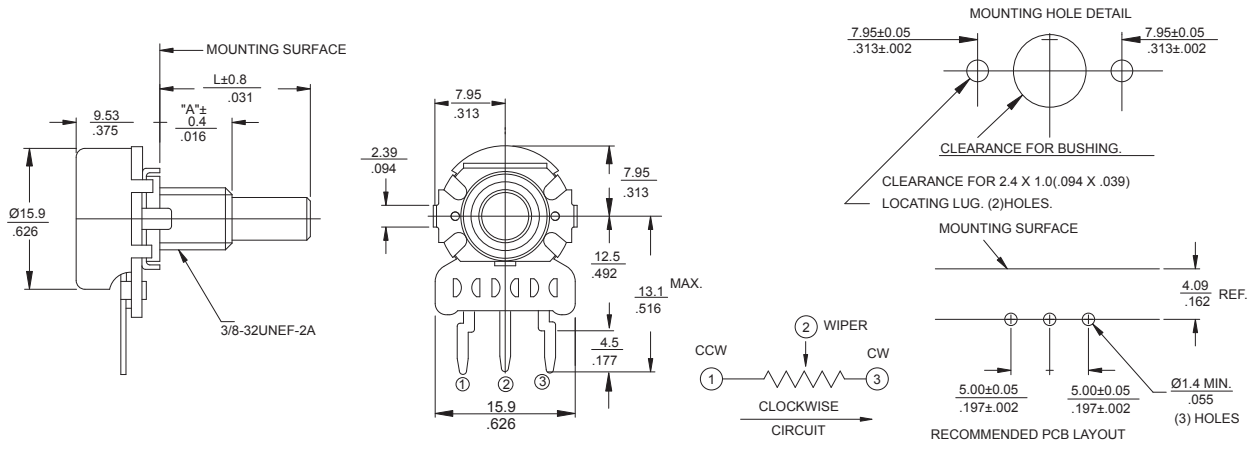 MOUNTING SURFACE
L±0.8
.031
"A"±
0.4
.016
9.53
.375
Ø15.9
.626
3/8-32UNEF-2A
7.95
.313
2.39
.094
7.95
.313
12.5
.492
13.1
.516
MAX.
4.5
.177
1
2
3
15.9
.626
CCW
1
2
WIPER
CW
3
CLOCKWISE
CIRCUIT
MOUNTING HOLE DETAIL
7.95±0.05
.313±.002
7.95±0.05
.313±.002
CLEARANCE FOR BUSHING.
CLEARANCE FOR 2.4 X 1.0(.094 X .039)
LOCATING LUG. (2)HOLES.
MOUNTING SURFACE
4.09
.162
REF.
5.00±0.05
.197±.002
5.00±0.05
.197±.002
Ø1.4 MIN.
.055
(3) HOLES
RECOMMENDED PCB LAYOUT